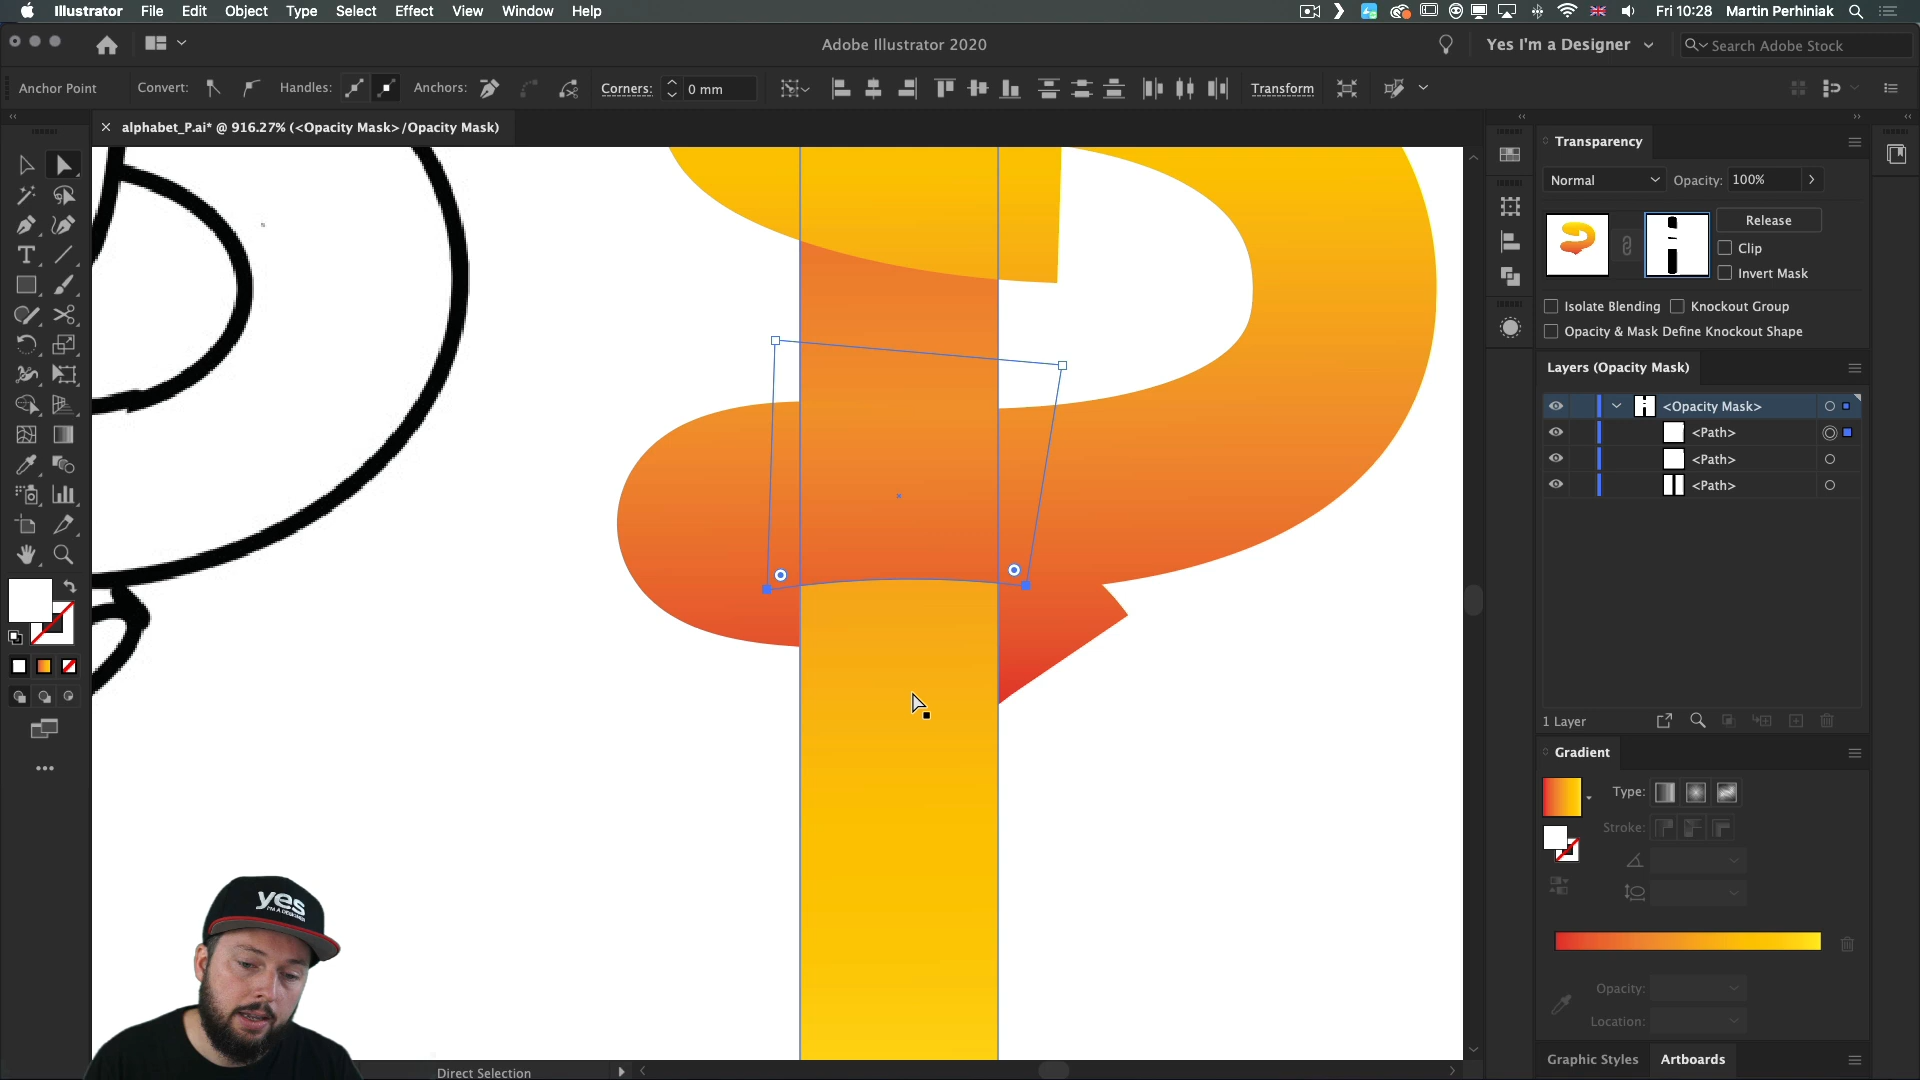 Illustrator File Edit Object Type Select Effect View Window Help
Fri 10:28 Martin Perhiniak
Adobe Illustrator 2020
Yes I'm a Designer
Search Adobe Stock
Anchor Point Convert: Handles: Anchors: Corners: 0 mm Transform
alphabet_P.ai* @ 916.27% (<Opacity Mask>/Opacity Mask)
Transparency
Normal Opacity: 100%
Release
Clip
Invert Mask
Isolate Blending Knockout Group
Opacity & Mask Define Knockout Shape
Layers (Opacity Mask)
<Opacity Mask>
<Path>
<Path>
<Path>
1 Layer
Gradient
Type:
Stroke:
Opacity:
Location:
Graphic Styles Artboards
yes
I'M A DESIGNER
Direct Selection